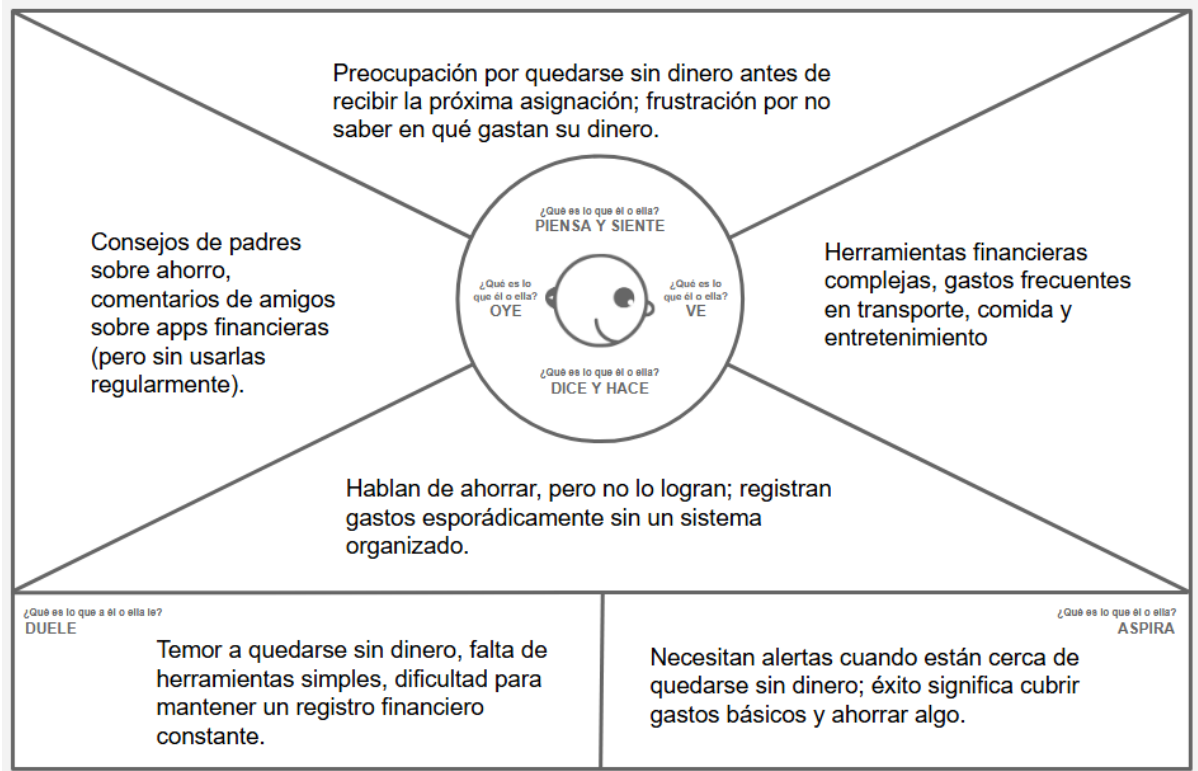 Preocupación por quedarse sin dinero antes de
recibir la próxima asignación; frustración por no
saber en qué gastan su dinero.
¿Qué es lo que él o ella?
PIENSA Y SIENTE
Consejos de padres
sobre ahorro,
comentarios de amigos
sobre apps financieras
(pero sin usarlas
regularmente).
¿Qué es lo
que él o ella?
OYE
¿Qué es lo
que él o ella?
VE
Herramientas financieras
complejas, gastos frecuentes
en transporte, comida y
entretenimiento
¿Qué es lo que él o ella?
DICE Y HACE
Hablan de ahorrar, pero no lo logran; registran
gastos esporádicamente sin un sistema
organizado.
¿Qué es lo que a él o ella le?
DUELE
Temor a quedarse sin dinero, falta de
herramientas simples, dificultad para
mantener un registro financiero
constante.
¿Qué es lo que él o ella?
ASPIRA
Necesitan alertas cuando están cerca de
quedarse sin dinero; éxito significa cubrir
gastos básicos y ahorrar algo.